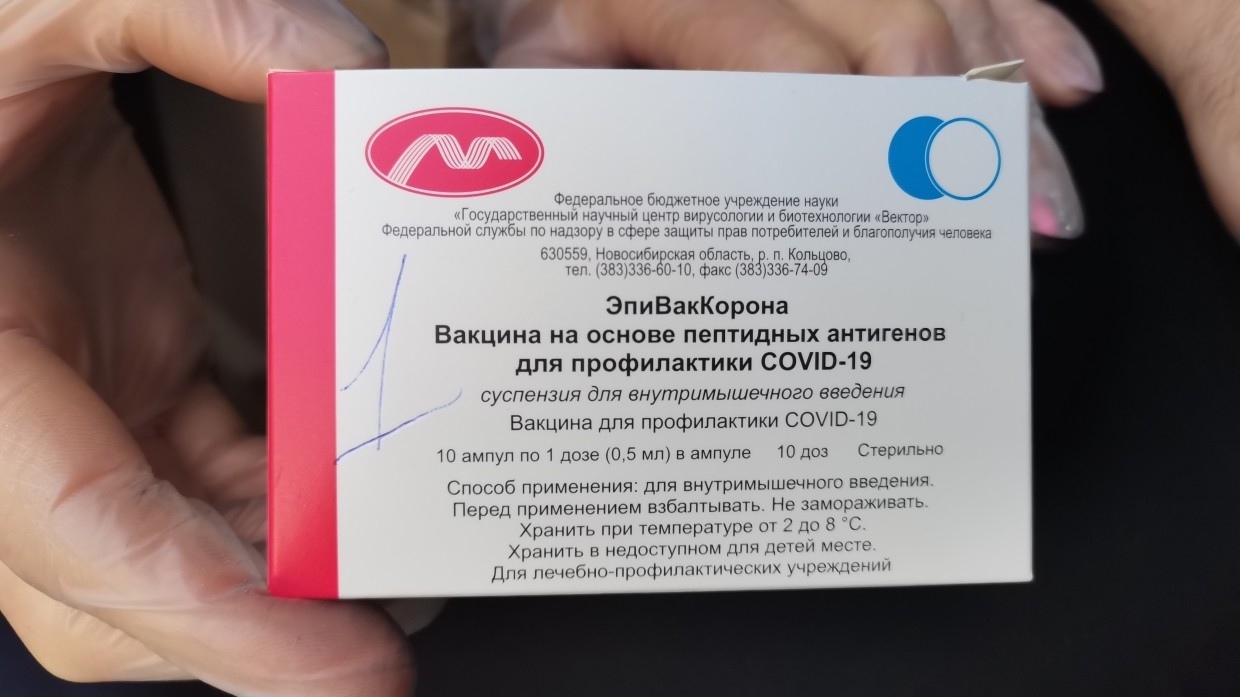 Федеральное бюджетное учреждение науки
«Государственный научный центр вирусологии и биотехнологии «Вектор»
Федеральной службы по надзору в сфере защиты прав потребителей и благополучия человека
630559, Новосибирская область, р. п. Кольцово,
тел. (383)336-60-10, факс (383)336-74-09
ЭпиВакКорона
Вакцина на основе пептидных антигенов
для профилактики COVID-19
суспензия для внутримышечного введения
Вакцина для профилактики COVID-19
10 ампул по 1 дозе (0,5 мл) в ампуле 10 доз Стерильно
Способ применения: для внутримышечного введения.
Перед применением взбалтывать. Не замораживать.
Хранить при температуре от 2 до 8 °C.
Хранить в недоступном для детей месте.
Для лечебно-профилактических учреждений
1